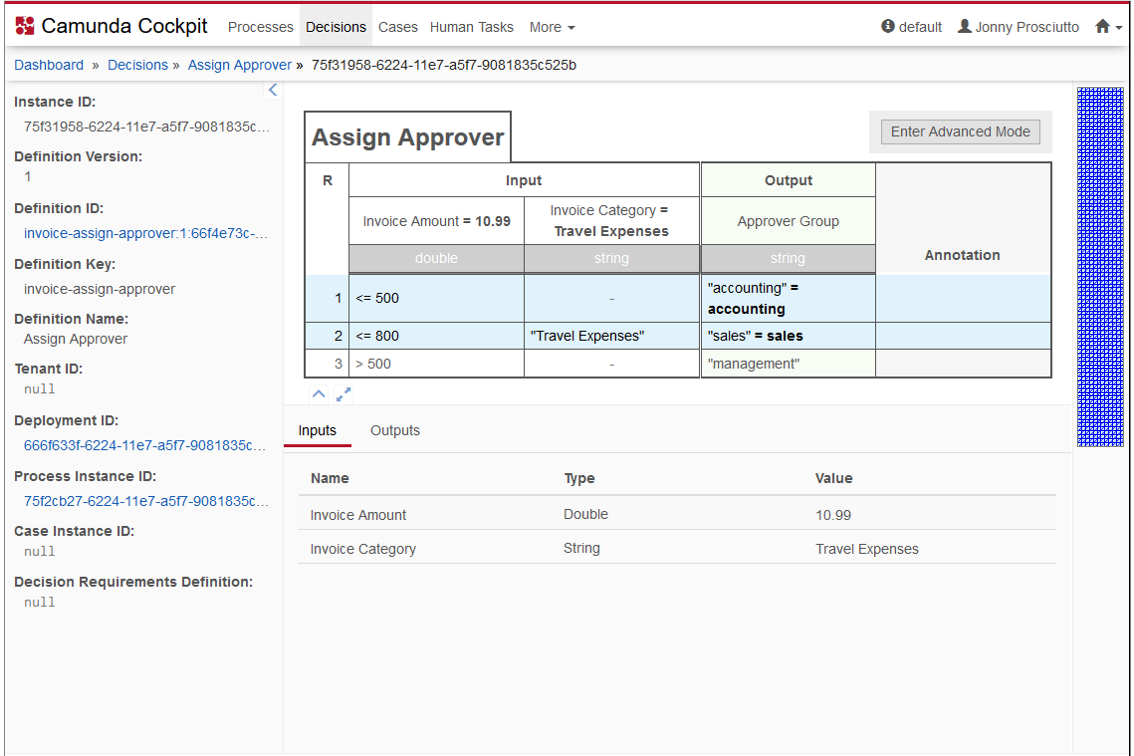 Camunda Cockpit Processes Decisions Cases Human Tasks More default Jonny Prosciutto
Dashboard » Decisions » Assign Approver » 75f31958-6224-11e7-a5f7-9081835c525b
Instance ID:
75f31958-6224-11e7-a5f7-9081835c...
Definition Version:
1
Definition ID:
invoice-assign-approver:1:66f4e73c-...
Definition Key:
invoice-assign-approver
Definition Name:
Assign Approver
Tenant ID:
null
Deployment ID:
666f633f-6224-11e7-a5f7-9081835c...
Process Instance ID:
75f2cb27-6224-11e7-a5f7-9081835c...
Case Instance ID:
null
Decision Requirements Definition:
null
Assign Approver
Enter Advanced Mode
R Input Output
Invoice Amount = 10.99
Invoice Category =
Travel Expenses
Approver Group
Annotation
double string string
1 <= 500 - "accounting" =
accounting
2 <= 800 "Travel Expenses" "sales" = sales
3 > 500 - "management"
Inputs Outputs
Name Type Value
Invoice Amount Double 10.99
Invoice Category String Travel Expenses